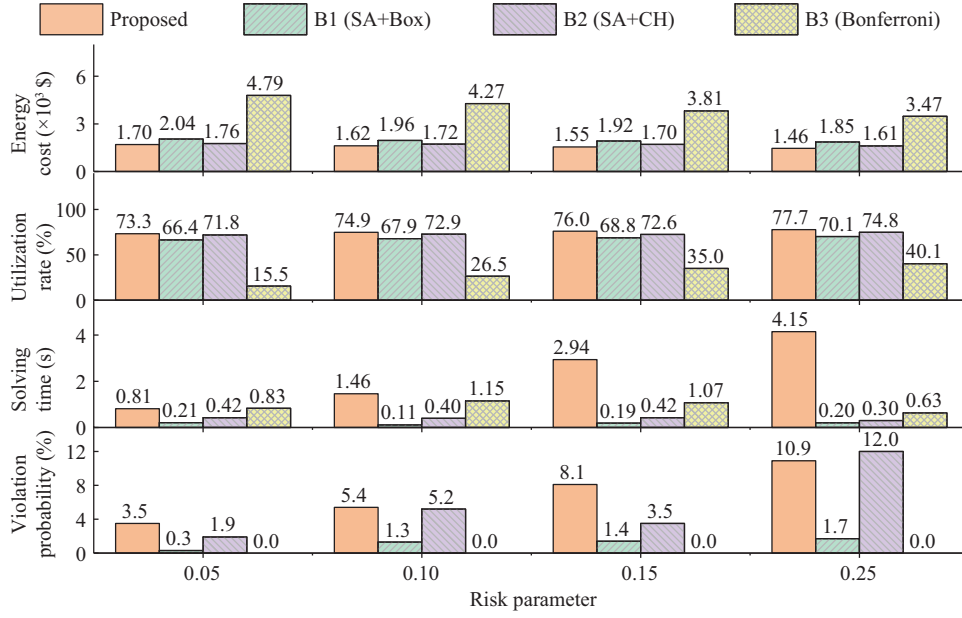 Proposed B1 (SA+Box) B2 (SA+CH) B3 (Bonferroni)
Energy
cost (×10³ $)
6
3
0
1.70 2.04 1.76 4.79 1.62 1.96 1.72 4.27 1.55 1.92 1.70 3.81 1.46 1.85 1.61 3.47
Utilization
rate (%)
100
50
0
73.3 66.4 71.8 15.5 74.9 67.9 72.9 26.5 76.0 68.8 72.6 35.0 77.7 70.1 74.8 40.1
Solving
time (s)
4
2
0
0.81 0.21 0.42 0.83 1.46 0.11 0.40 1.15 2.94 0.19 0.42 1.07 4.15 0.20 0.30 0.63
Violation
probability (%)
12
8
4
0
3.5 0.3 1.9 0.0 5.4 1.3 5.2 0.0 8.1 1.4 3.5 0.0 10.9 1.7 12.0 0.0
0.05 0.10 0.15 0.25
Risk parameter